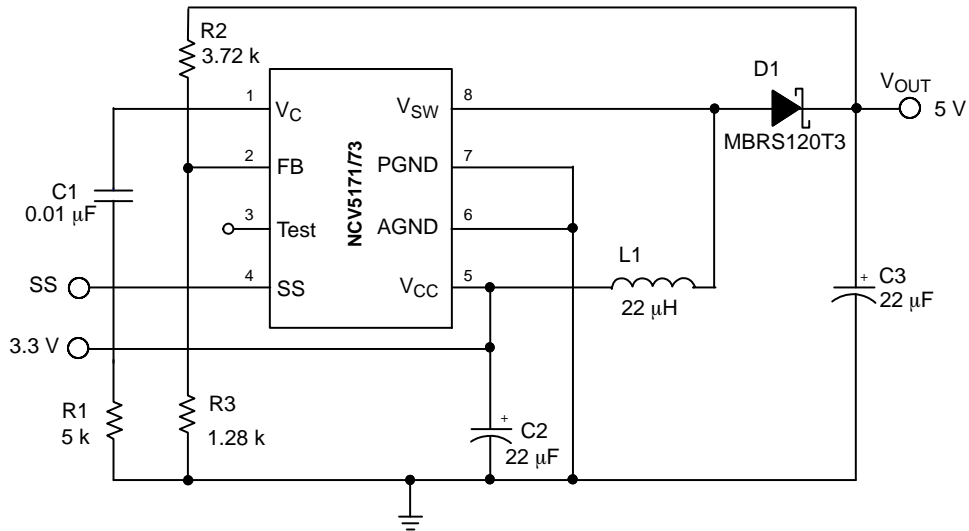 R2
3.72 k
D1
V_OUT
5 V
MBRS120T3
1
V_C
V_SW
8
2
FB
PGND
7
NCV5171/73
C1
0.01 μF
3
Test
AGND
6
L1
22 μH
SS
4
SS
V_CC
5
C3
+
22 μF
3.3 V
R1
5 k
R3
1.28 k
+
C2
22 μF